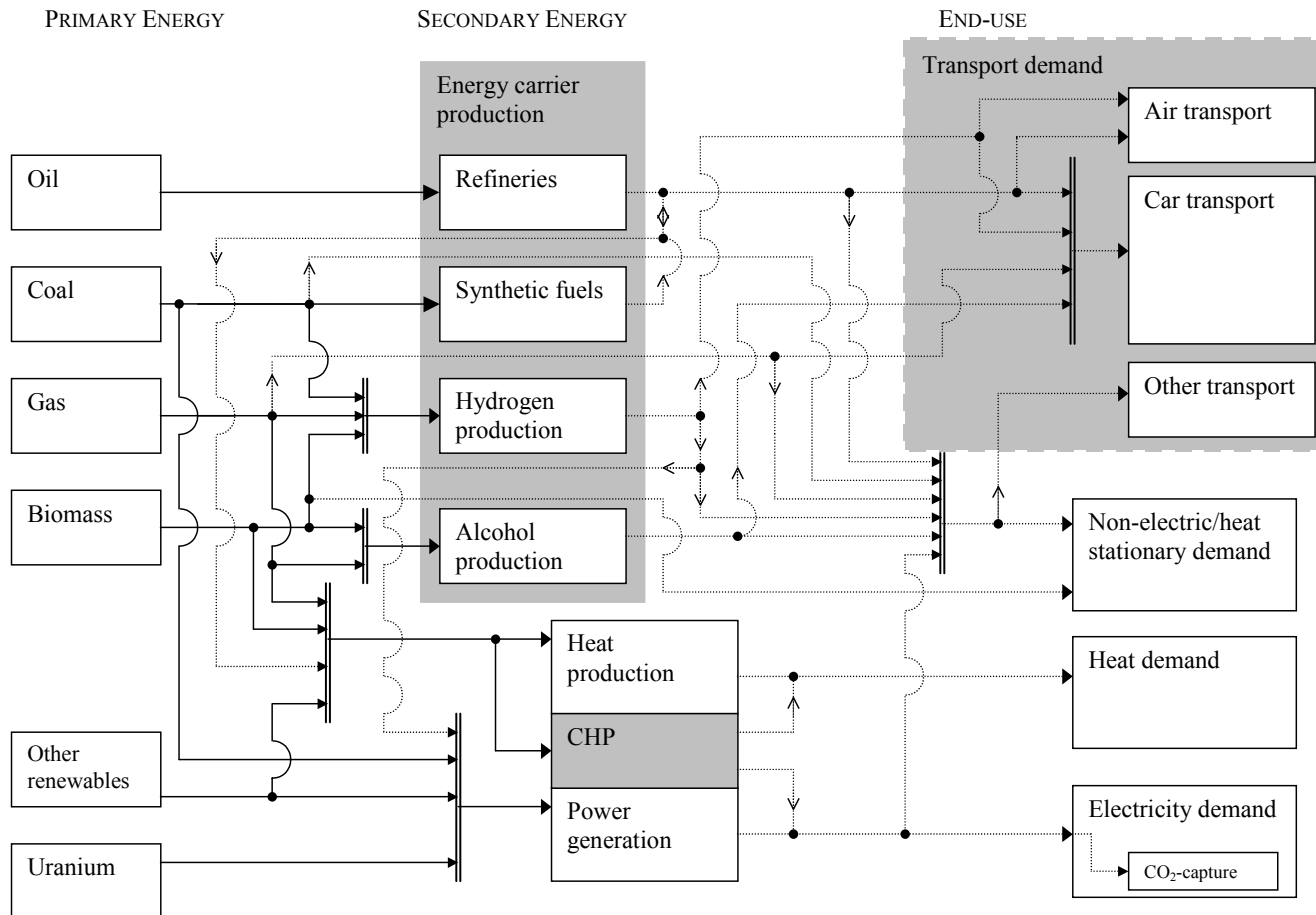 PRIMARY ENERGY
SECONDARY ENERGY
END-USE
Energy carrier
production
Transport demand
Air transport
Oil
Refineries
Car transport
Coal
Synthetic fuels
Gas
Hydrogen
production
Other transport
Biomass
Alcohol
production
Non-electric/heat
stationary demand
Heat
production
Heat demand
CHP
Other
renewables
Power
generation
Electricity demand
CO₂-capture
Uranium